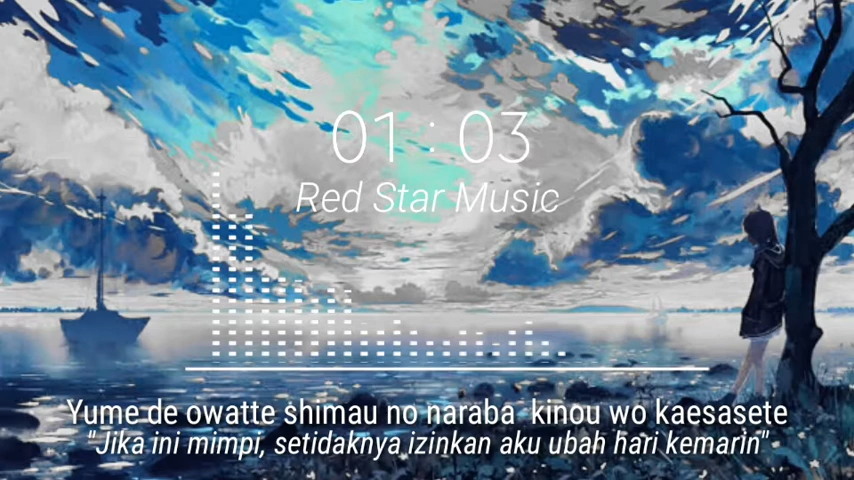 01 : 03
Red Star Music
Yume de owatte shimau no naraba kinou wo kaesasete
"Jika ini mimpi, setidaknya izinkan aku ubah hari kemarin"